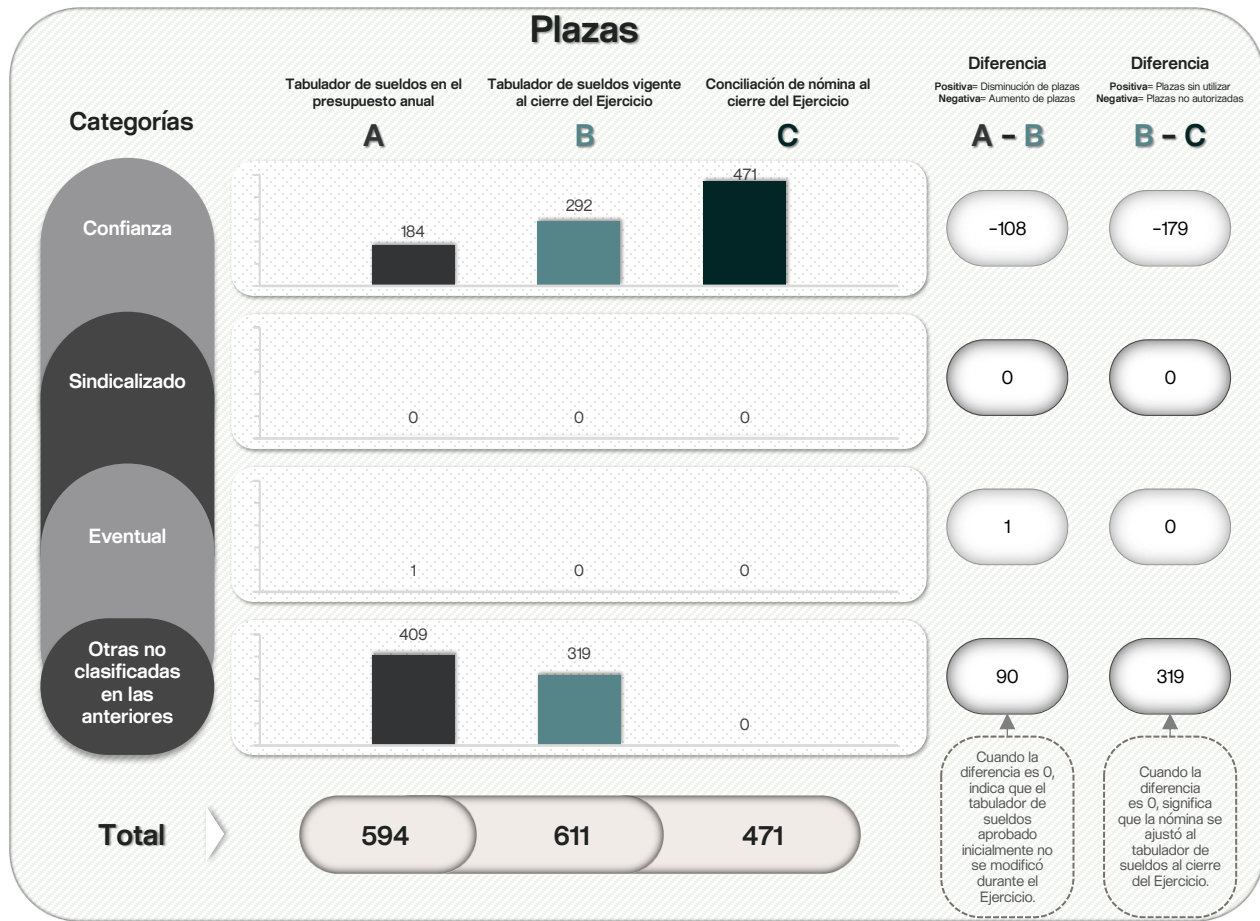 Plazas
Categorías
Tabulador de sueldos en el
presupuesto anual
A
Tabulador de sueldos vigente
al cierre del Ejercicio
B
Conciliación de nómina al
cierre del Ejercicio
C
Diferencia
Positiva= Disminución de plazas
Negativa= Aumento de plazas
A - B
Diferencia
Positiva= Plazas sin utilizar
Negativa= Plazas no autorizadas
B - C
Confianza
184
292
471
-108
-179
Sindicalizado
0
0
0
0
0
Eventual
1
0
0
1
0
Otras no
clasificadas
en las
anteriores
409
319
0
90
319
Total
594
611
471
Cuando la
diferencia es 0,
indica que el
tabulador de
sueldos
aprobado
inicialmente no
se modificó
durante el
Ejercicio.
Cuando la
diferencia
es 0, significa
que la nómina se
ajustó al
tabulador de
sueldos al cierre
del Ejercicio.